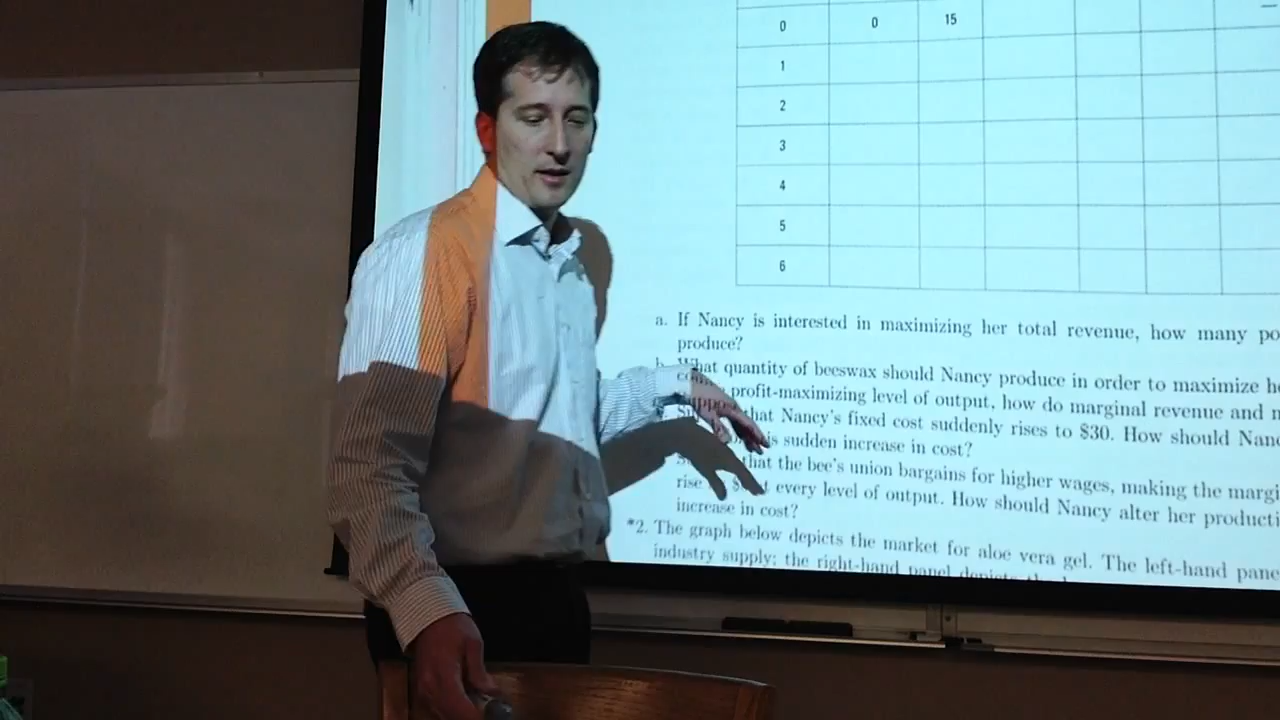 0 0 15 —
1
2
3
4
5
6
a. If Nancy is interested in maximizing her total revenue, how many po
produce?
b. What quantity of beeswax should Nancy produce in order to maximize h
profit-maximizing level of output, how do marginal revenue and m
that Nancy's fixed cost suddenly rises to $30. How should Nanc
is sudden increase in cost?
that the bee's union bargains for higher wages, making the margi
rise every level of output. How should Nancy alter her producti
increase in cost?
*2. The graph below depicts the market for aloe vera gel. The left-hand pane
industry supply; the right-hand panel depicts